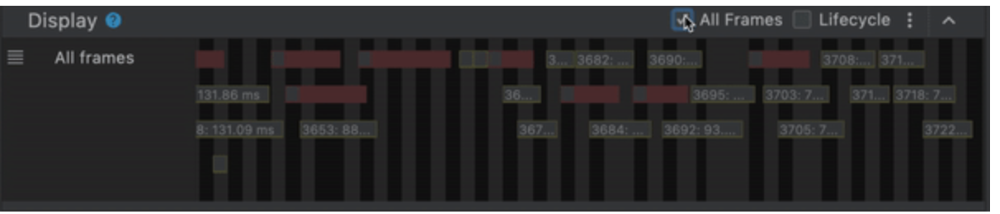 Display ? All Frames Lifecycle
All frames 3... 3682: ... 3690:... 3708:... 371...
131.86 ms 36... 3695: ... 3703: 7... 371... 3718: 7...
8: 131.09 ms 3653: 88... 367... 3684: ... 3692: 93.... 3705: 7... 3722...